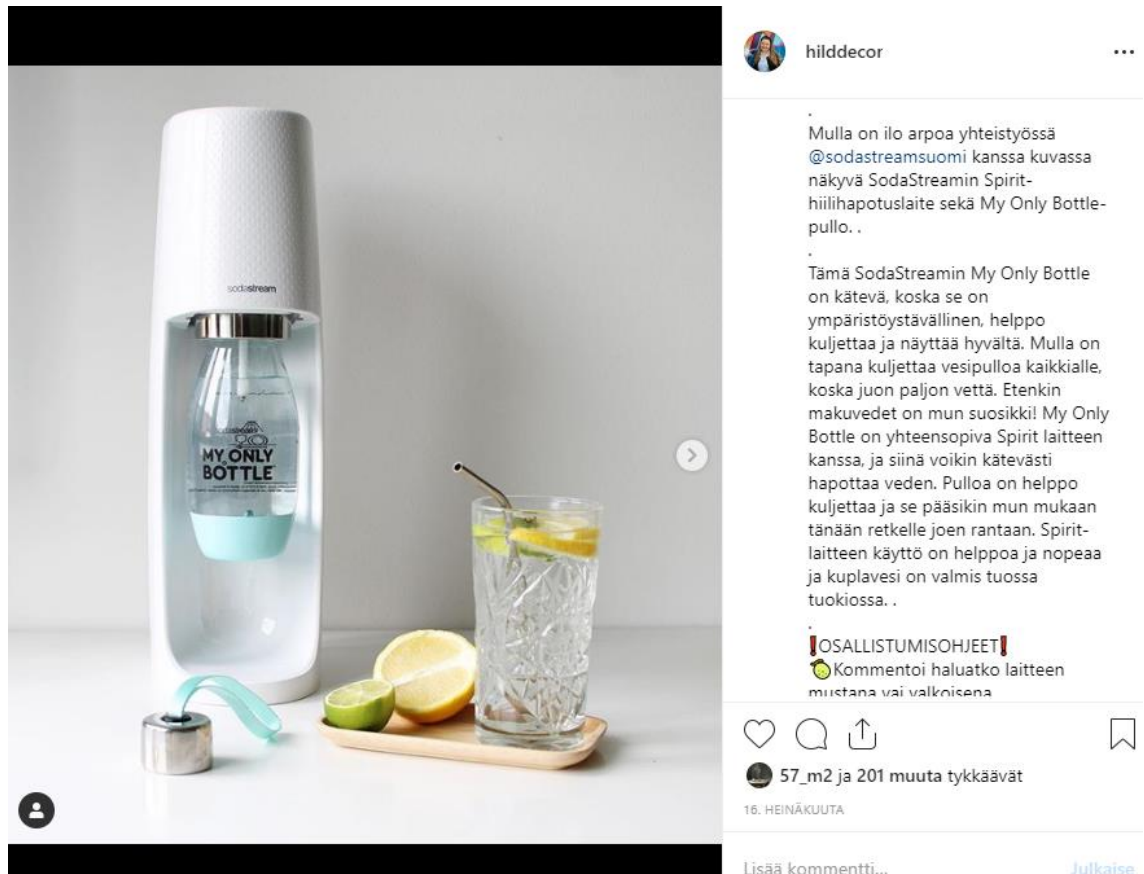 sodastream
MY ONLY
BOTTLE
hilddecor
.
Mulla on ilo arpoa yhteistyössä
@sodastreamsuomi kanssa kuvassa
näkyvä SodaStreamin Spirit-
hiilihapotuslaite sekä My Only Bottle-
pullo. .
.
Tämä SodaStreamin My Only Bottle
on kätevä, koska se on
ympäristöystävällinen, helppo
kuljettaa ja näyttää hyvältä. Mulla on
tapana kuljettaa vesipulloa kaikkialle,
koska juon paljon vettä. Etenkin
makuvedet on mun suosikki! My Only
Bottle on yhteensopiva Spirit laitteen
kanssa, ja siinä voikin kätevästi
hapottaa veden. Pulloa on helppo
kuljettaa ja se pääsikin mun mukaan
tänään retkelle joen rantaan. Spirit-
laitteen käyttö on helppoa ja nopeaa
ja kuplavesi on valmis tuossa
tuokiossa. .
.
❗OSALLISTUMISOHJEET❗
🍋Kommentoi haluatko laitteen
mustana vai valkoisena
57_m2 ja 201 muuta tykkäävät
16. HEINÄKUUTA
Lisää kommentti...
Julkaise